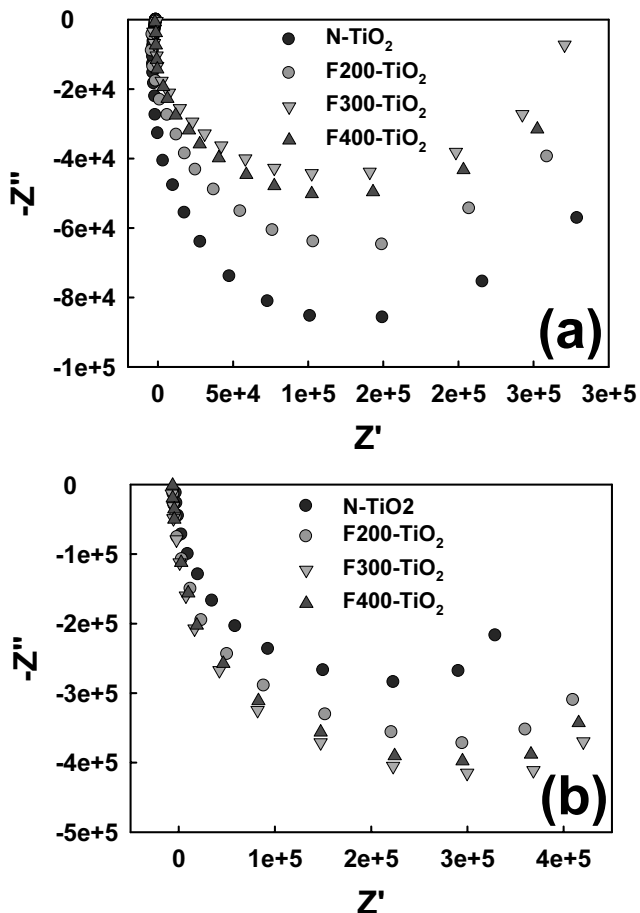 0
-2e+4
-4e+4
-6e+4
-8e+4
-1e+5
-Z"
N-TiO₂
F200-TiO₂
F300-TiO₂
F400-TiO₂
(a)
0 5e+4 1e+5 2e+5 2e+5 3e+5 3e+5
Z'
0
-1e+5
-2e+5
-3e+5
-4e+5
-5e+5
-Z"
N-TiO2
F200-TiO₂
F300-TiO₂
F400-TiO₂
(b)
0 1e+5 2e+5 3e+5 4e+5
Z'